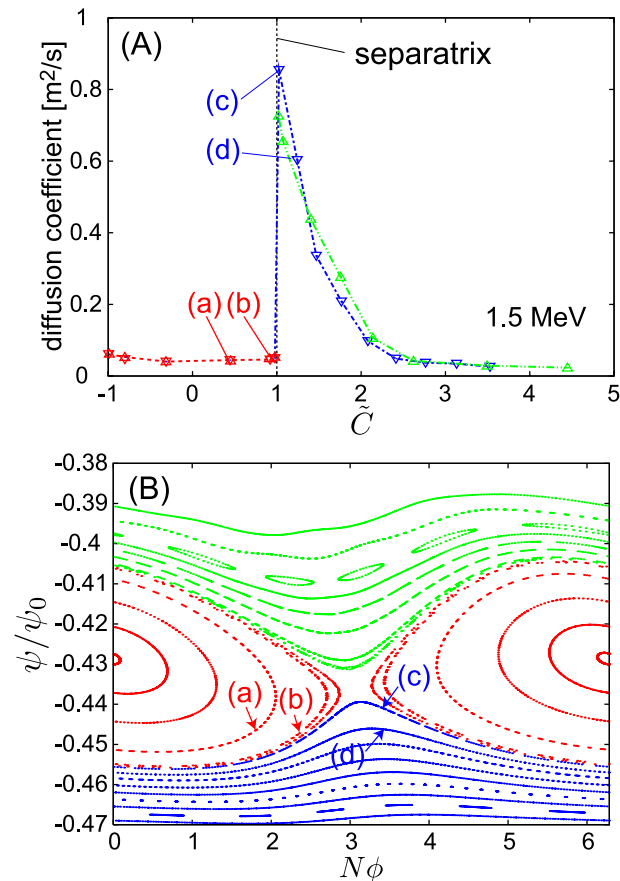 (A)
separatrix
(c)
(d)
(a) (b)
1.5 MeV
diffusion coefficient [m²/s]
1
0.8
0.6
0.4
0.2
0
-1 0 1 2 3 4 5
C̃
(B)
ψ/ψ₀
-0.38
-0.39
-0.4
-0.41
-0.42
-0.43
-0.44
-0.45
-0.46
-0.47
(a)
(b)
(c)
(d)
0 1 2 3 4 5 6
Nϕ